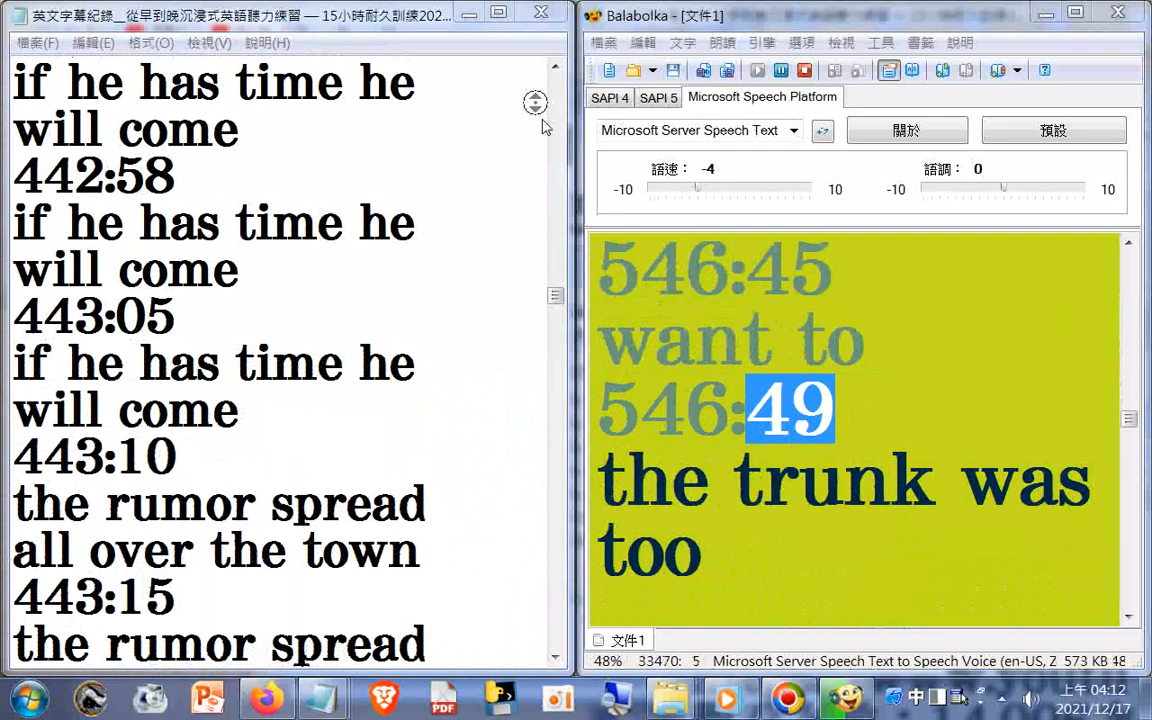 英文字幕紀錄__從早到晚沉浸式英語聽力練習 — 15小時耐久訓練202...
檔案(F) 編輯(E) 格式(O) 檢視(V) 說明(H)
if he has time he
will come
442:58
if he has time he
will come
443:05
if he has time he
will come
443:10
the rumor spread
all over the town
443:15
the rumor spread
Balabolka - [文件1]
檔案 編輯 文字 朗讀 引擎 選項 檢視 工具 書籤 說明
SAPI 4 SAPI 5 Microsoft Speech Platform
Microsoft Server Speech Text 關於 預設
語速: -4 語調: 0
-10 10 -10 10
546:45
want to
546:49
the trunk was
too
文件1
48% 33470: 5 Microsoft Server Speech Text to Speech Voice (en-US, Z 573 KB 48
PDF 中 上午 04:12
2021/12/17